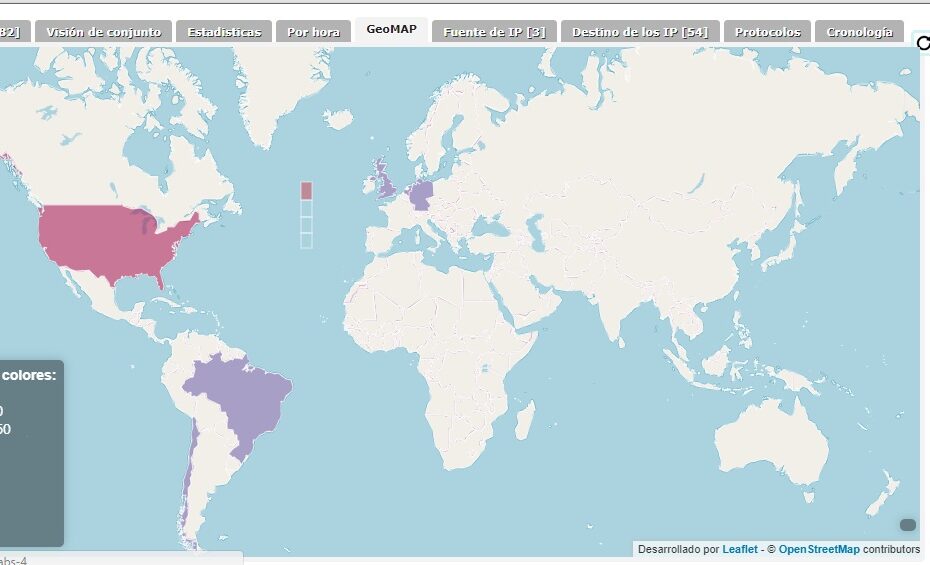 82]
Visión de conjunto
Estadísticas
Por hora
GeoMAP
Fuente de IP [3]
Destino de los IP [54]
Protocolos
Cronología
colores:
0
60
Desarrollado por Leaflet - © OpenStreetMap contributors
abs-4